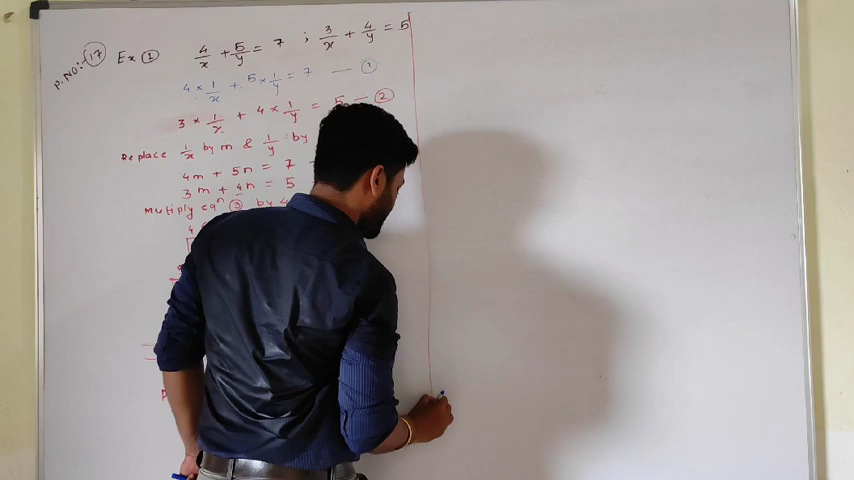 P.NO:- 17 Ex 1 4/x + 5/y = 7 ; 3/x + 4/y = 5
4 × 1/x + 5 × 1/y = 7 — 1
3 × 1/x + 4 × 1/y = 5 — 2
Replace 1/x by m & 1/y = by
4m + 5n = 7
3m + 4n = 5
Multiply eqn 3 by 4